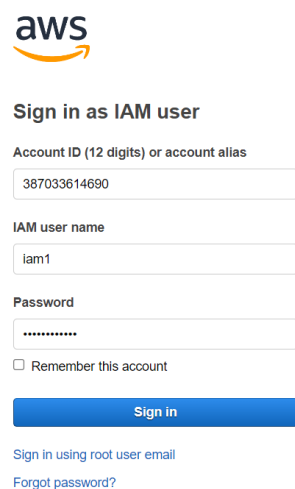 aws
Sign in as IAM user
Account ID (12 digits) or account alias
387033614690
IAM user name
iam1
Password
••••••••••••
Remember this account
Sign in
Sign in using root user email
Forgot password?